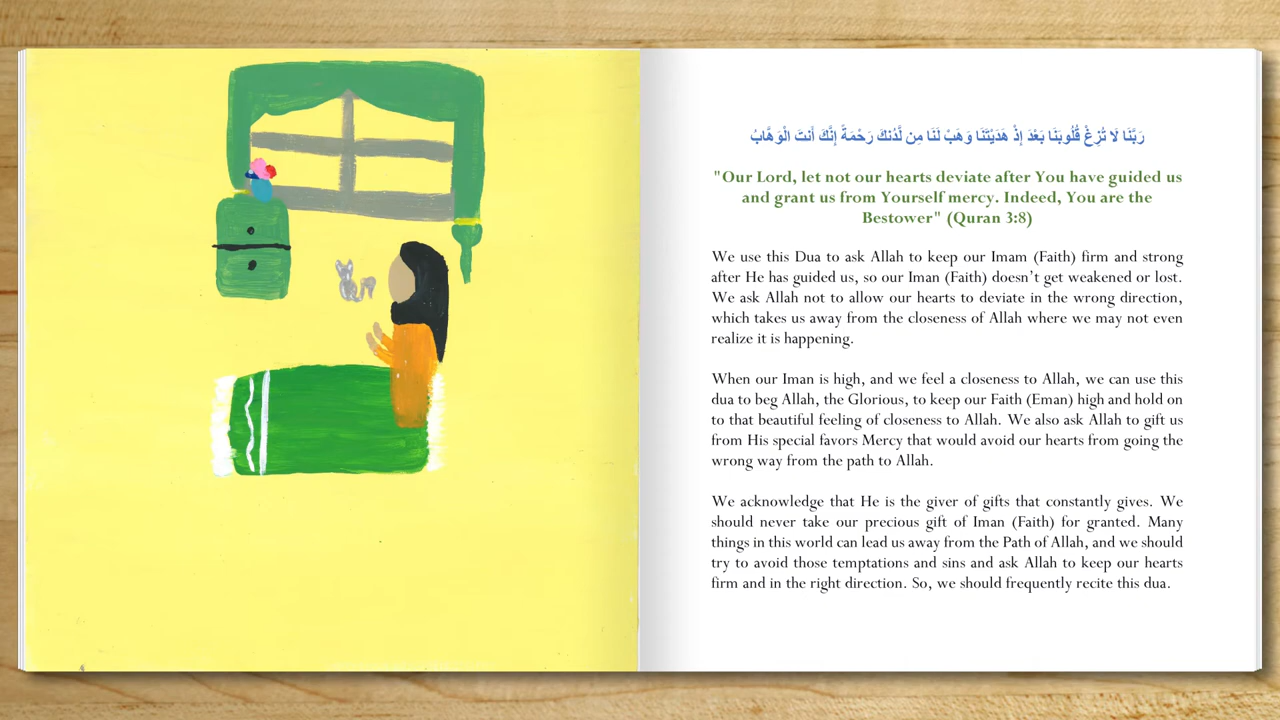 رَبَّنَا لَا تُزِغْ قُلُوبَنَا بَعْدَ إِذْ هَدَيْتَنَا وَهَبْ لَنَا مِن لَّدُنكَ رَحْمَةً إِنَّكَ أَنتَ الْوَهَّابُ
"Our Lord, let not our hearts deviate after You have guided us
and grant us from Yourself mercy. Indeed, You are the
Bestower" (Quran 3:8)
We use this Dua to ask Allah to keep our Imam (Faith) firm and strong
after He has guided us, so our Iman (Faith) doesn't get weakened or lost.
We ask Allah not to allow our hearts to deviate in the wrong direction,
which takes us away from the closeness of Allah where we may not even
realize it is happening.
When our Iman is high, and we feel a closeness to Allah, we can use this
dua to beg Allah, the Glorious, to keep our Faith (Eman) high and hold on
to that beautiful feeling of closeness to Allah. We also ask Allah to gift us
from His special favors Mercy that would avoid our hearts from going the
wrong way from the path to Allah.
We acknowledge that He is the giver of gifts that constantly gives. We
should never take our precious gift of Iman (Faith) for granted. Many
things in this world can lead us away from the Path of Allah, and we should
try to avoid those temptations and sins and ask Allah to keep our hearts
firm and in the right direction. So, we should frequently recite this dua.